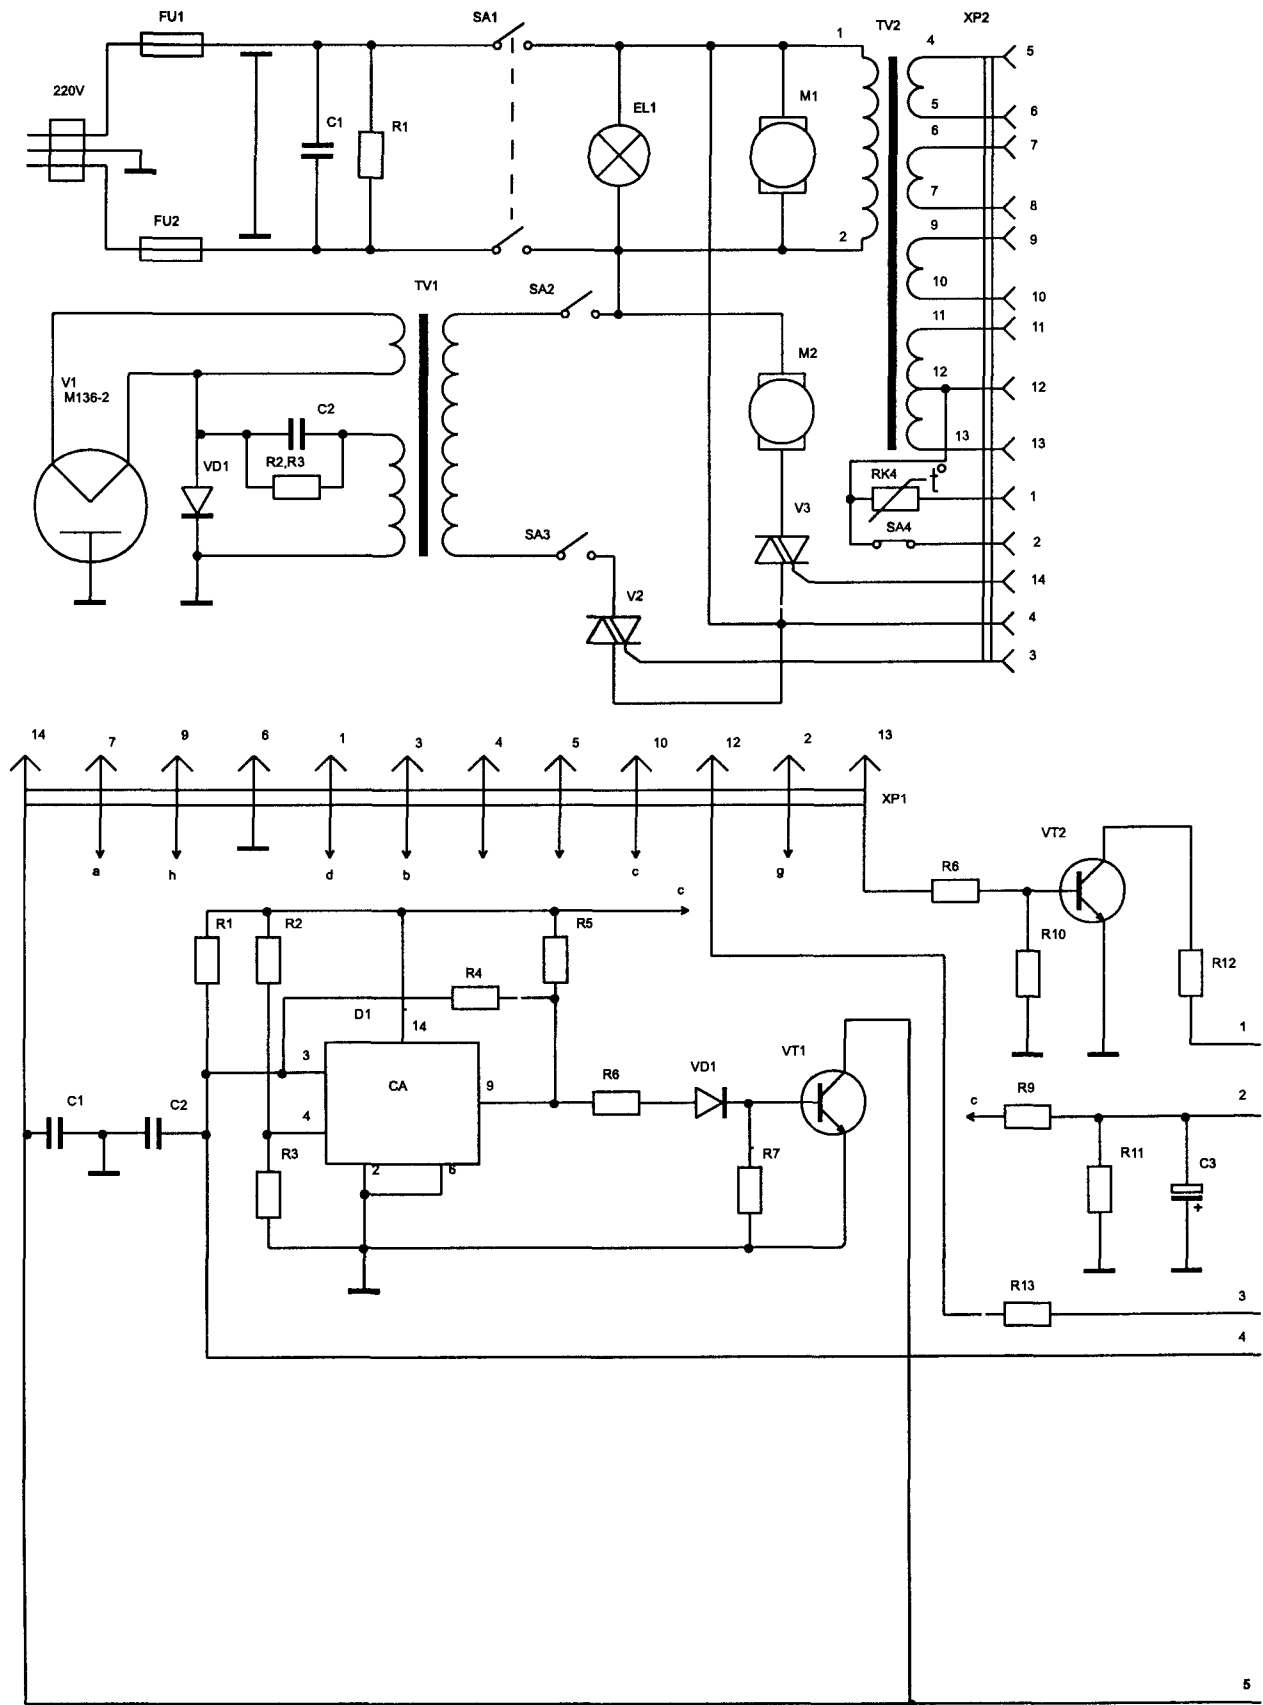 FU1
SA1
TV2
XP2
1
4
5
220V
C1
R1
EL1
M1
5
6
6
7
7
8
FU2
2
9
9
TV1
SA2
10
10
11
11
V1
M136-2
M2
12
12
C2
VD1
R2,R3
13
13
RK4
t°
1
V3
SA4
SA3
2
14
V2
4
3
14
7
9
6
1
3
4
5
10
12
2
13
XP1
a
h
d
b
c
g
VT2
R6
c
R1
R2
R5
R10
R12
R4
D1
14
1
3
VT1
CA
9
R6
VD1
R9
C1
C2
4
c
2
R3
2
6
R7
R11
C3
+
R13
3
4
5